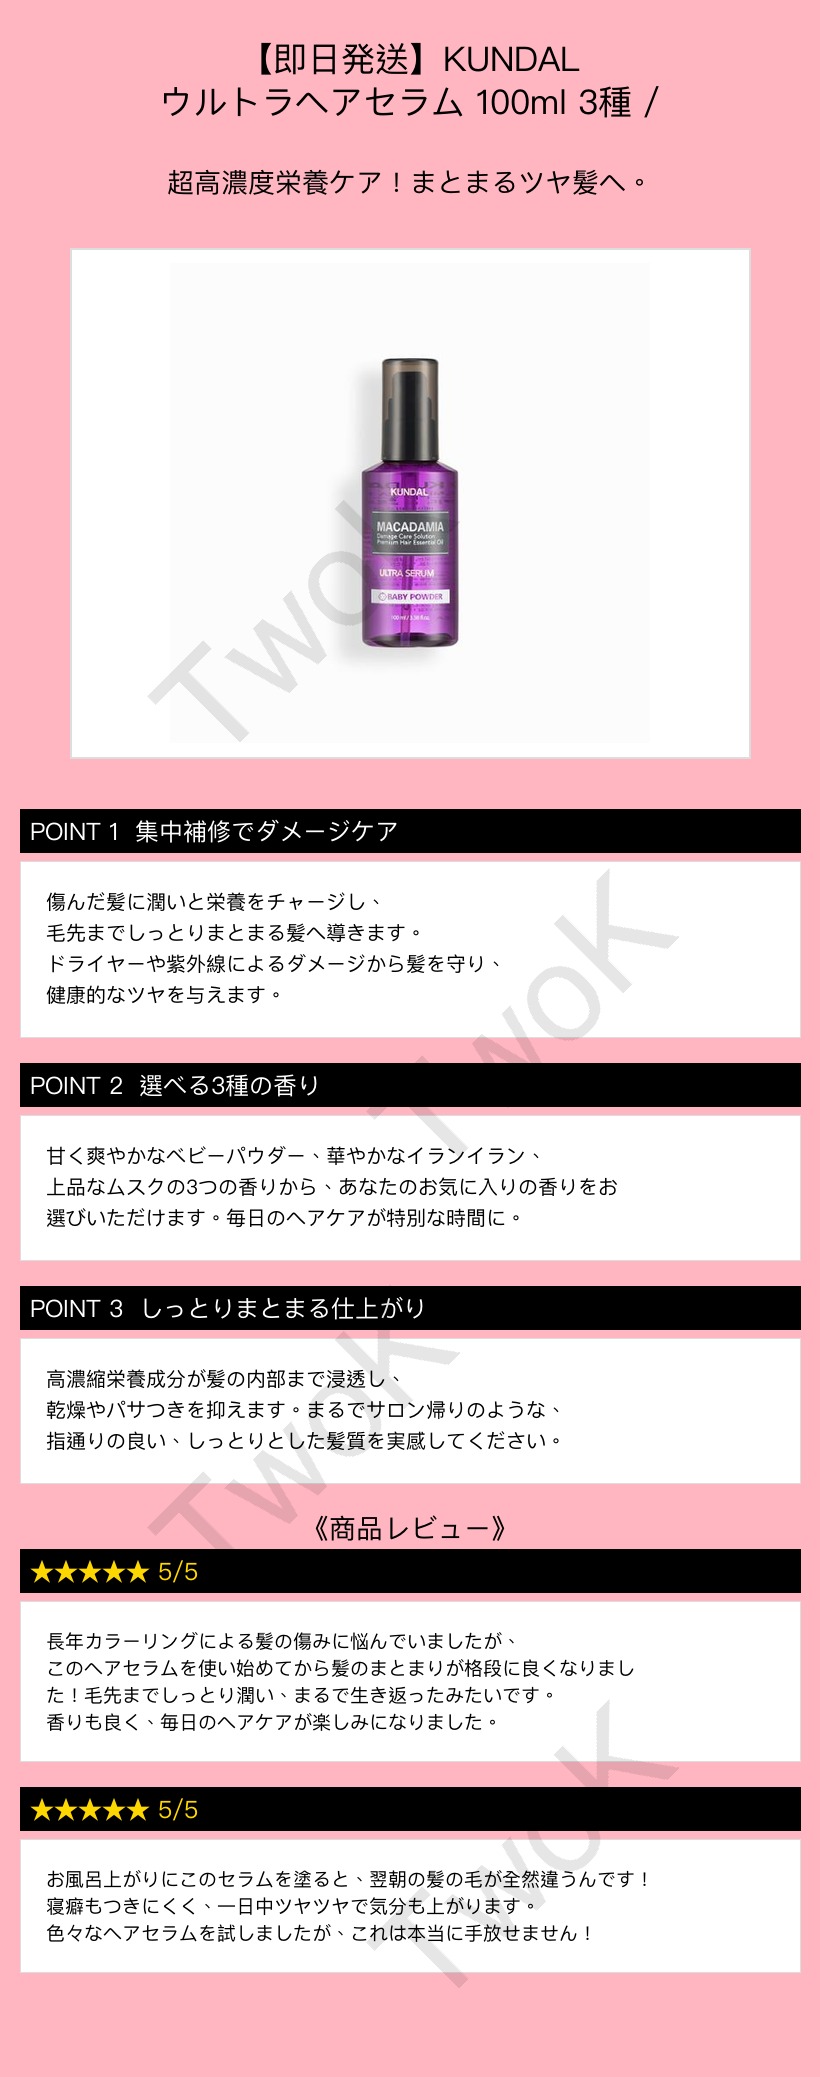 【即日発送】KUNDAL
ウルトラヘアセラム 100ml 3種 /
超高濃度栄養ケア！まとまるツヤ髪へ。
KUNDAL
MACADAMIA
Damage Care Solution
Premium Hair Essential Oil
ULTRA SERUM
BABY POWDER
TwoK
POINT 1 集中補修でダメージケア
傷んだ髪に潤いと栄養をチャージし、
毛先までしっとりまとまる髪へ導きます。
ドライヤーや紫外線によるダメージから髪を守り、
健康的なツヤを与えます。
TwoK
POINT 2 選べる3種の香り
甘く爽やかなベビーパウダー、華やかなイランイラン、
上品なムスクの3つの香りから、あなたのお気に入りの香りをお
選びいただけます。毎日のヘアケアが特別な時間に。
POINT 3 しっとりまとまる仕上がり
高濃縮栄養成分が髪の内部まで浸透し、
乾燥やパサつきを抑えます。まるでサロン帰りのような、
指通りの良い、しっとりとした髪質を実感してください。
TwoK
《商品レビュー》
★★★★★ 5/5
長年カラーリングによる髪の傷みに悩んでいましたが、
このヘアセラムを使い始めてから髪のまとまりが格段に良くなりまし
た！毛先までしっとり潤い、まるで生き返ったみたいです。
香りも良く、毎日のヘアケアが楽しみになりました。
★★★★★ 5/5
お風呂上がりにこのセラムを塗ると、翌朝の髪の毛が全然違うんです！
寝癖もつきにくく、一日中ツヤツヤで気分も上がります。
色々なヘアセラムを試しましたが、これは本当に手放せません！
TwoK